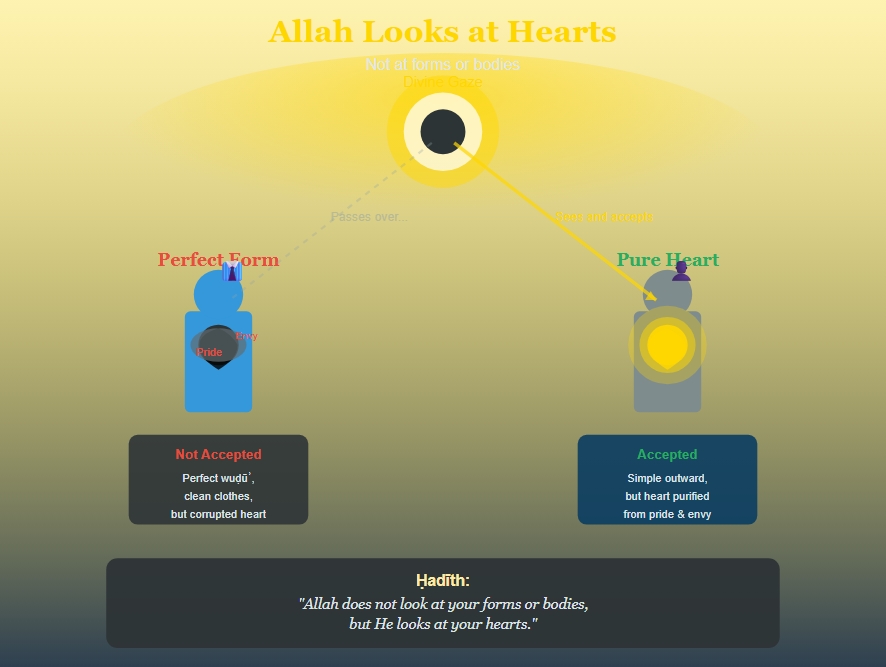 Allah Looks at Hearts
Not at forms or bodies
Divine Gaze
Passes over...
Sees and accepts
Perfect Form
Pure Heart
Envy
Pride
Not Accepted
Perfect wuḍūʾ,
clean clothes,
but corrupted heart
Accepted
Simple outward,
but heart purified
from pride & envy
Ḥadīth:
"Allah does not look at your forms or bodies,
but He looks at your hearts."